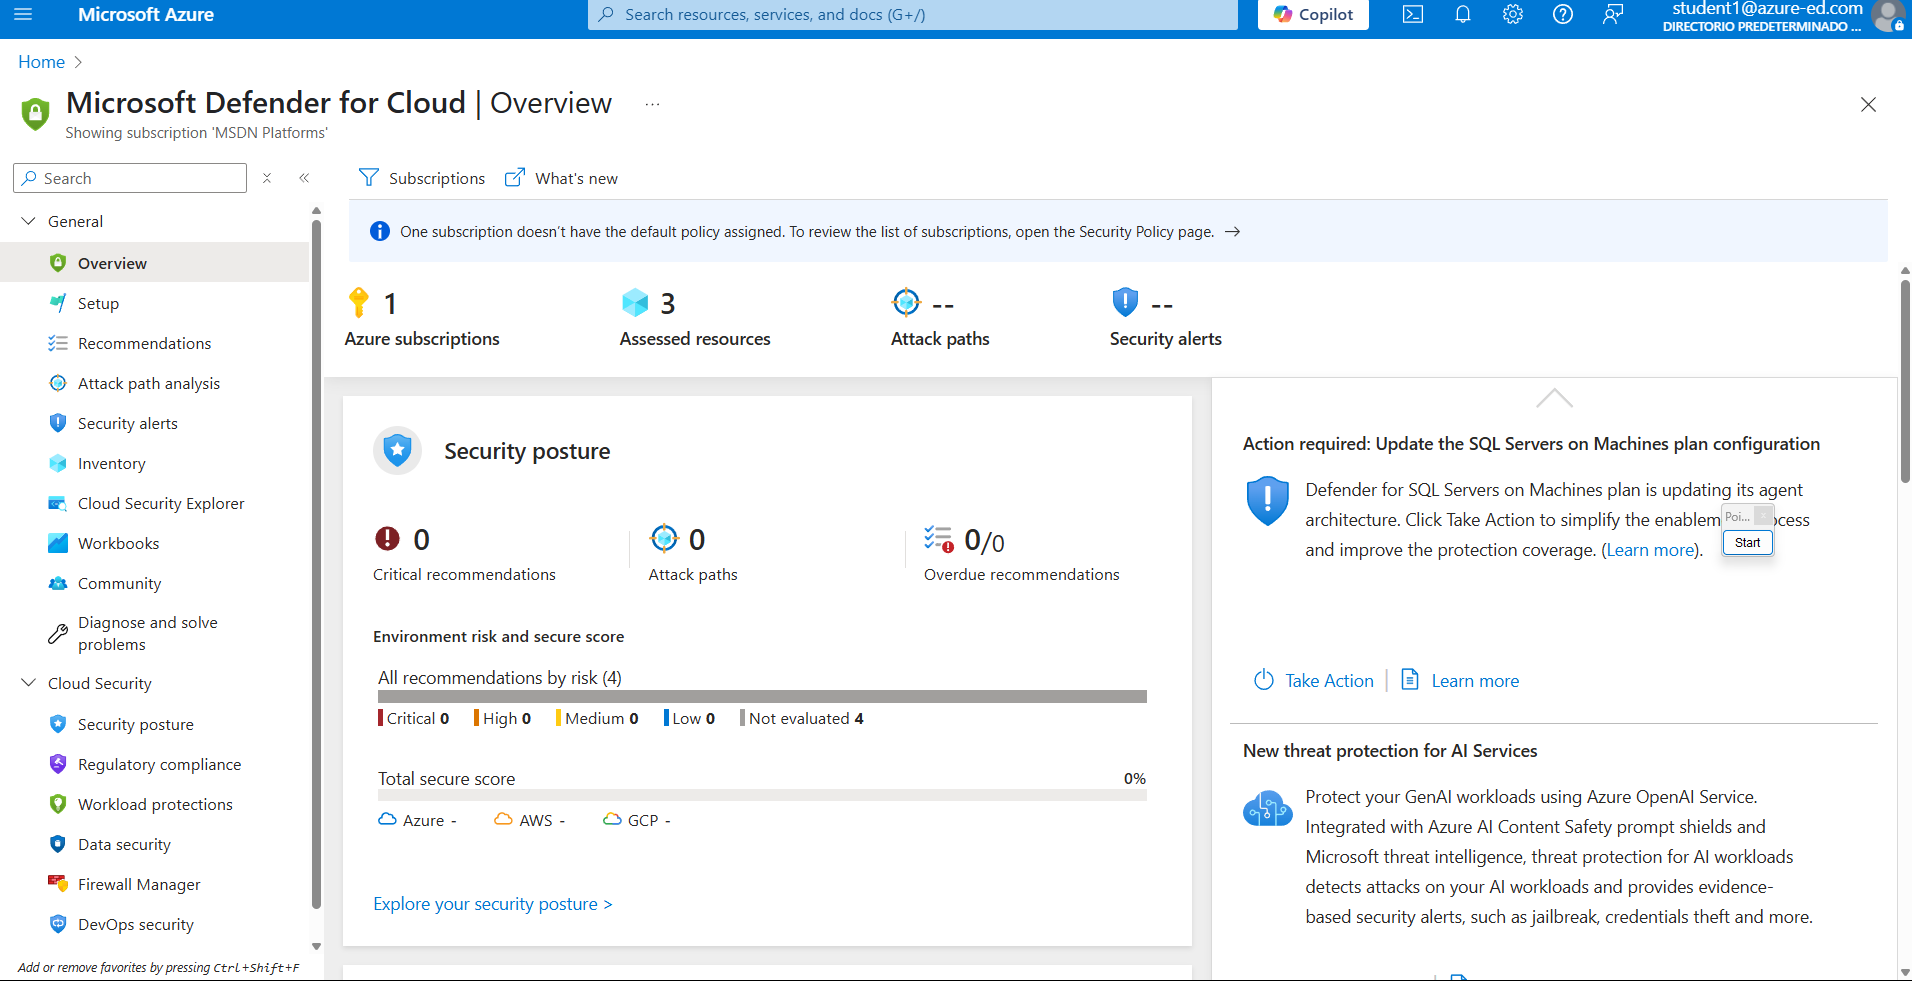 Microsoft Azure
Search resources, services, and docs (G+/)
Copilot
student1@azure-ed.com
DIRECTORIO PREDETERMINADO ...
Home
Microsoft Defender for Cloud | Overview
...
Showing subscription 'MSDN Platforms'
Search
Subscriptions
What's new
General
Overview
Setup
Recommendations
Attack path analysis
Security alerts
Inventory
Cloud Security Explorer
Workbooks
Community
Diagnose and solve
problems
Cloud Security
Security posture
Regulatory compliance
Workload protections
Data security
Firewall Manager
DevOps security
Add or remove favorites by pressing Ctrl+Shift+F
One subscription doesn't have the default policy assigned. To review the list of subscriptions, open the Security Policy page. →
1
Azure subscriptions
3
Assessed resources
--
Attack paths
--
Security alerts
Security posture
0
Critical recommendations
0
Attack paths
0/0
Overdue recommendations
Environment risk and secure score
All recommendations by risk (4)
Critical 0
High 0
Medium 0
Low 0
Not evaluated 4
Total secure score
0%
Azure -
AWS -
GCP -
Explore your security posture >
Action required: Update the SQL Servers on Machines plan configuration
Defender for SQL Servers on Machines plan is updating its agent
architecture. Click Take Action to simplify the enablem
and improve the protection coverage. (Learn more).
Poi...
Start
Take Action
Learn more
New threat protection for AI Services
Protect your GenAI workloads using Azure OpenAI Service.
Integrated with Azure AI Content Safety prompt shields and
Microsoft threat intelligence, threat protection for AI workloads
detects attacks on your AI workloads and provides evidence-
based security alerts, such as jailbreak, credentials theft and more.